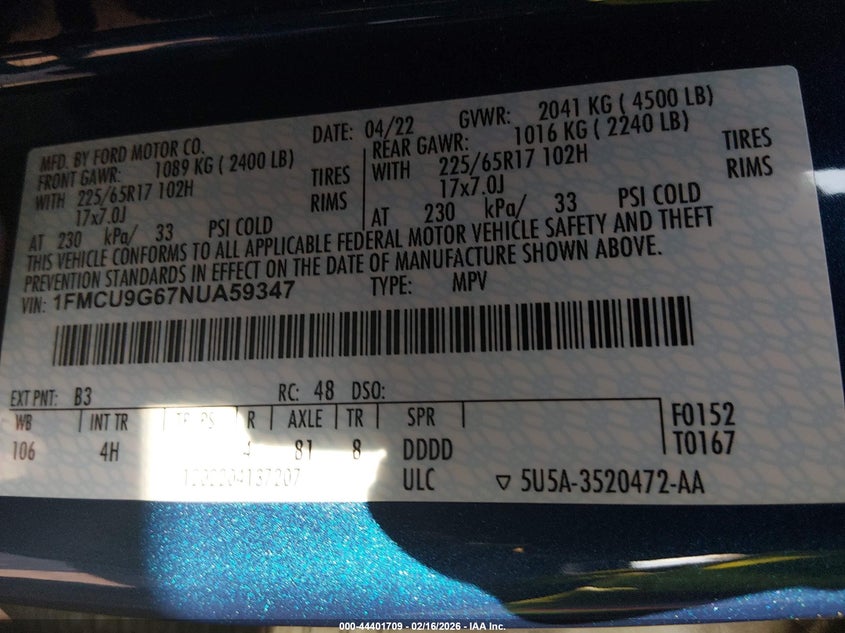 MFD. BY FORD MOTOR CO. DATE: 04/22 GVWR: 2041 KG ( 4500 LB)
FRONT GAWR: 1089 KG ( 2400 LB) REAR GAWR: 1016 KG ( 2240 LB)
WITH 225/65R17 102H TIRES WITH 225/65R17 102H TIRES
17x7.0J RIMS 17x7.0J RIMS
AT 230 kPa/ 33 PSI COLD AT 230 kPa/ 33 PSI COLD
THIS VEHICLE CONFORMS TO ALL APPLICABLE FEDERAL MOTOR VEHICLE SAFETY AND THEFT
PREVENTION STANDARDS IN EFFECT ON THE DATE OF MANUFACTURE SHOWN ABOVE.
VIN: 1FMCU9G67NUA59347 TYPE: MPV
EXT PNT: B3 RC: 48 DSO:
WB INT TR R AXLE TR SPR F0152
106 4H 4 81 8 DDDD T0167
ULC ▽ 5U5A-3520472-AA
000-44401709 - 02/16/2026 - IAA Inc.